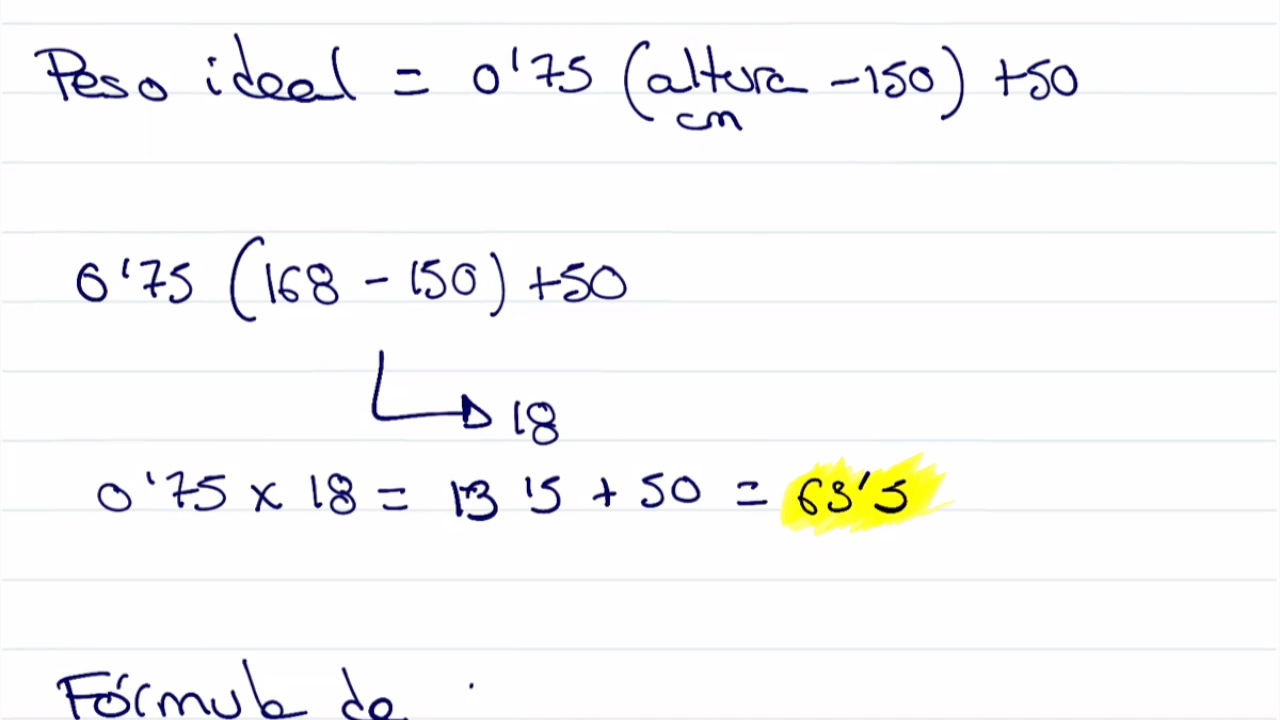 Peso ideal = 0'75 (altura - 150) + 50
cm
0'75 (168 - 150) + 50
18
0'75 x 18 = 13'5 + 50 = 63'5
Fórmula de